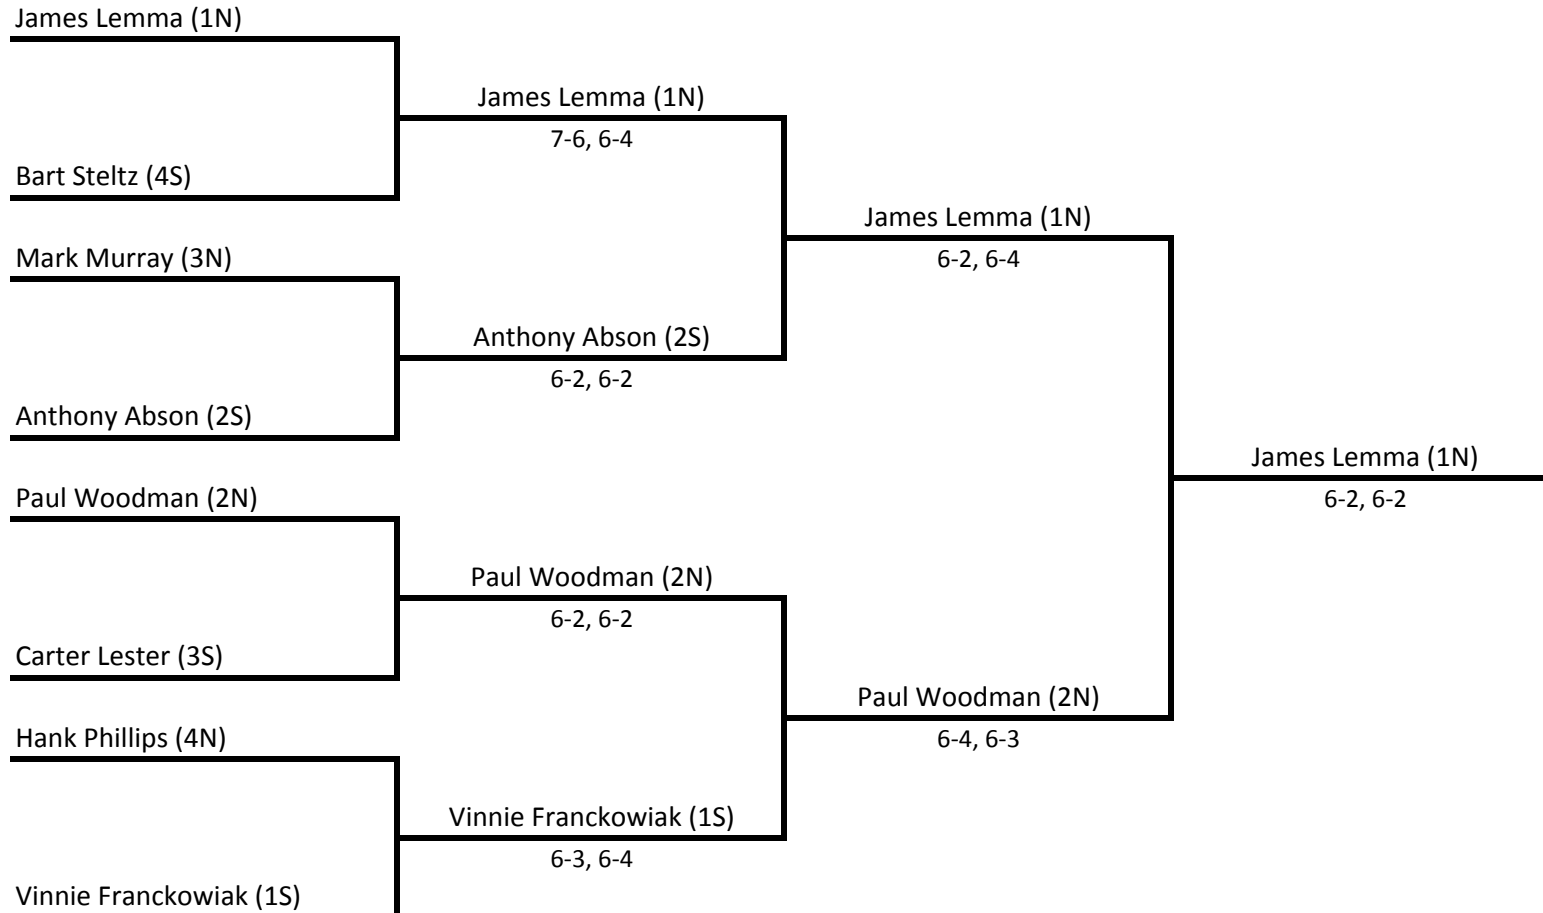 James Lemma (1N)
James Lemma (1N)
7-6, 6-4
Bart Steltz (4S)
James Lemma (1N)
6-2, 6-4
Mark Murray (3N)
Anthony Abson (2S)
6-2, 6-2
Anthony Abson (2S)
James Lemma (1N)
6-2, 6-2
Paul Woodman (2N)
Paul Woodman (2N)
6-2, 6-2
Carter Lester (3S)
Paul Woodman (2N)
6-4, 6-3
Hank Phillips (4N)
Vinnie Franckowiak (1S)
6-3, 6-4
Vinnie Franckowiak (1S)